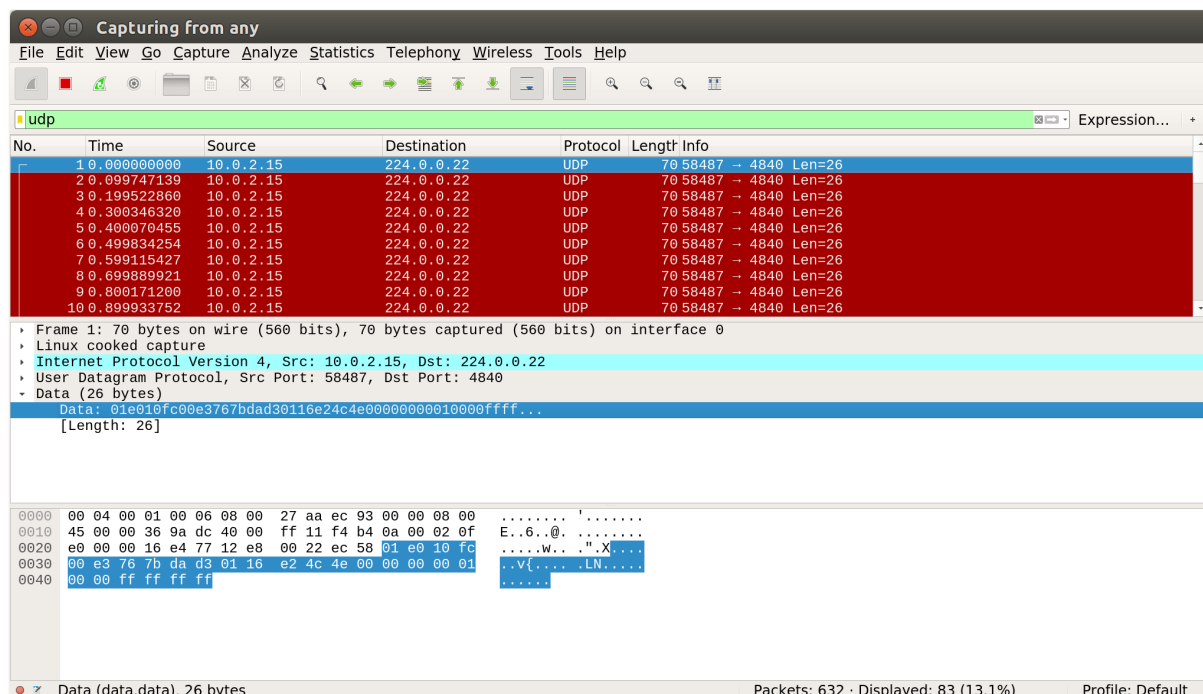 Capturing from any
File Edit View Go Capture Analyze Statistics Telephony Wireless Tools Help
udp Expression… +
No. Time Source Destination Protocol Length Info
1 0.000000000 10.0.2.15 224.0.0.22 UDP 70 58487 → 4840 Len=26
2 0.099747139 10.0.2.15 224.0.0.22 UDP 70 58487 → 4840 Len=26
3 0.199522860 10.0.2.15 224.0.0.22 UDP 70 58487 → 4840 Len=26
4 0.300346320 10.0.2.15 224.0.0.22 UDP 70 58487 → 4840 Len=26
5 0.400070455 10.0.2.15 224.0.0.22 UDP 70 58487 → 4840 Len=26
6 0.499834254 10.0.2.15 224.0.0.22 UDP 70 58487 → 4840 Len=26
7 0.599115427 10.0.2.15 224.0.0.22 UDP 70 58487 → 4840 Len=26
8 0.699889921 10.0.2.15 224.0.0.22 UDP 70 58487 → 4840 Len=26
9 0.800171200 10.0.2.15 224.0.0.22 UDP 70 58487 → 4840 Len=26
10 0.899933752 10.0.2.15 224.0.0.22 UDP 70 58487 → 4840 Len=26
Frame 1: 70 bytes on wire (560 bits), 70 bytes captured (560 bits) on interface 0
Linux cooked capture
Internet Protocol Version 4, Src: 10.0.2.15, Dst: 224.0.0.22
User Datagram Protocol, Src Port: 58487, Dst Port: 4840
Data (26 bytes)
Data: 01e010fc00e3767bdad30116e24c4e00000000010000ffff...
[Length: 26]
0000 00 04 00 01 00 06 08 00 27 aa ec 93 00 00 08 00 ........ '.......
0010 45 00 00 36 9a dc 40 00 ff 11 f4 b4 0a 00 02 0f E..6..@. ........
0020 e0 00 00 16 e4 77 12 e8 00 22 ec 58 01 e0 10 fc .....w.. .".X....
0030 00 e3 76 7b da d3 01 16 e2 4c 4e 00 00 00 00 01 ..v{.... .LN.....
0040 00 00 ff ff ff ff ......
Data (data.data), 26 bytes Packets: 632 · Displayed: 83 (13.1%) Profile: Default